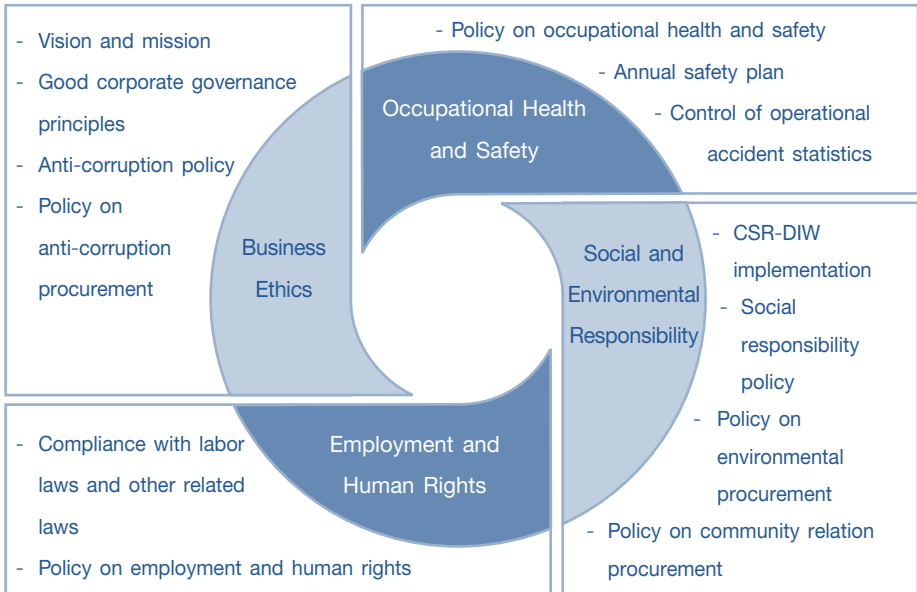 - Vision and mission
- Good corporate governance
principles
- Anti-corruption policy
- Policy on
anti-corruption
procurement
Business
Ethics
- Policy on occupational health and safety
- Annual safety plan
- Control of operational
accident statistics
Occupational Health
and Safety
Social and
Environmental
Responsibility
- CSR-DIW
implementation
- Social
responsibility
policy
- Policy on
environmental
procurement
- Policy on community relation
procurement
Employment and
Human Rights
- Compliance with labor
laws and other related
laws
- Policy on employment and human rights